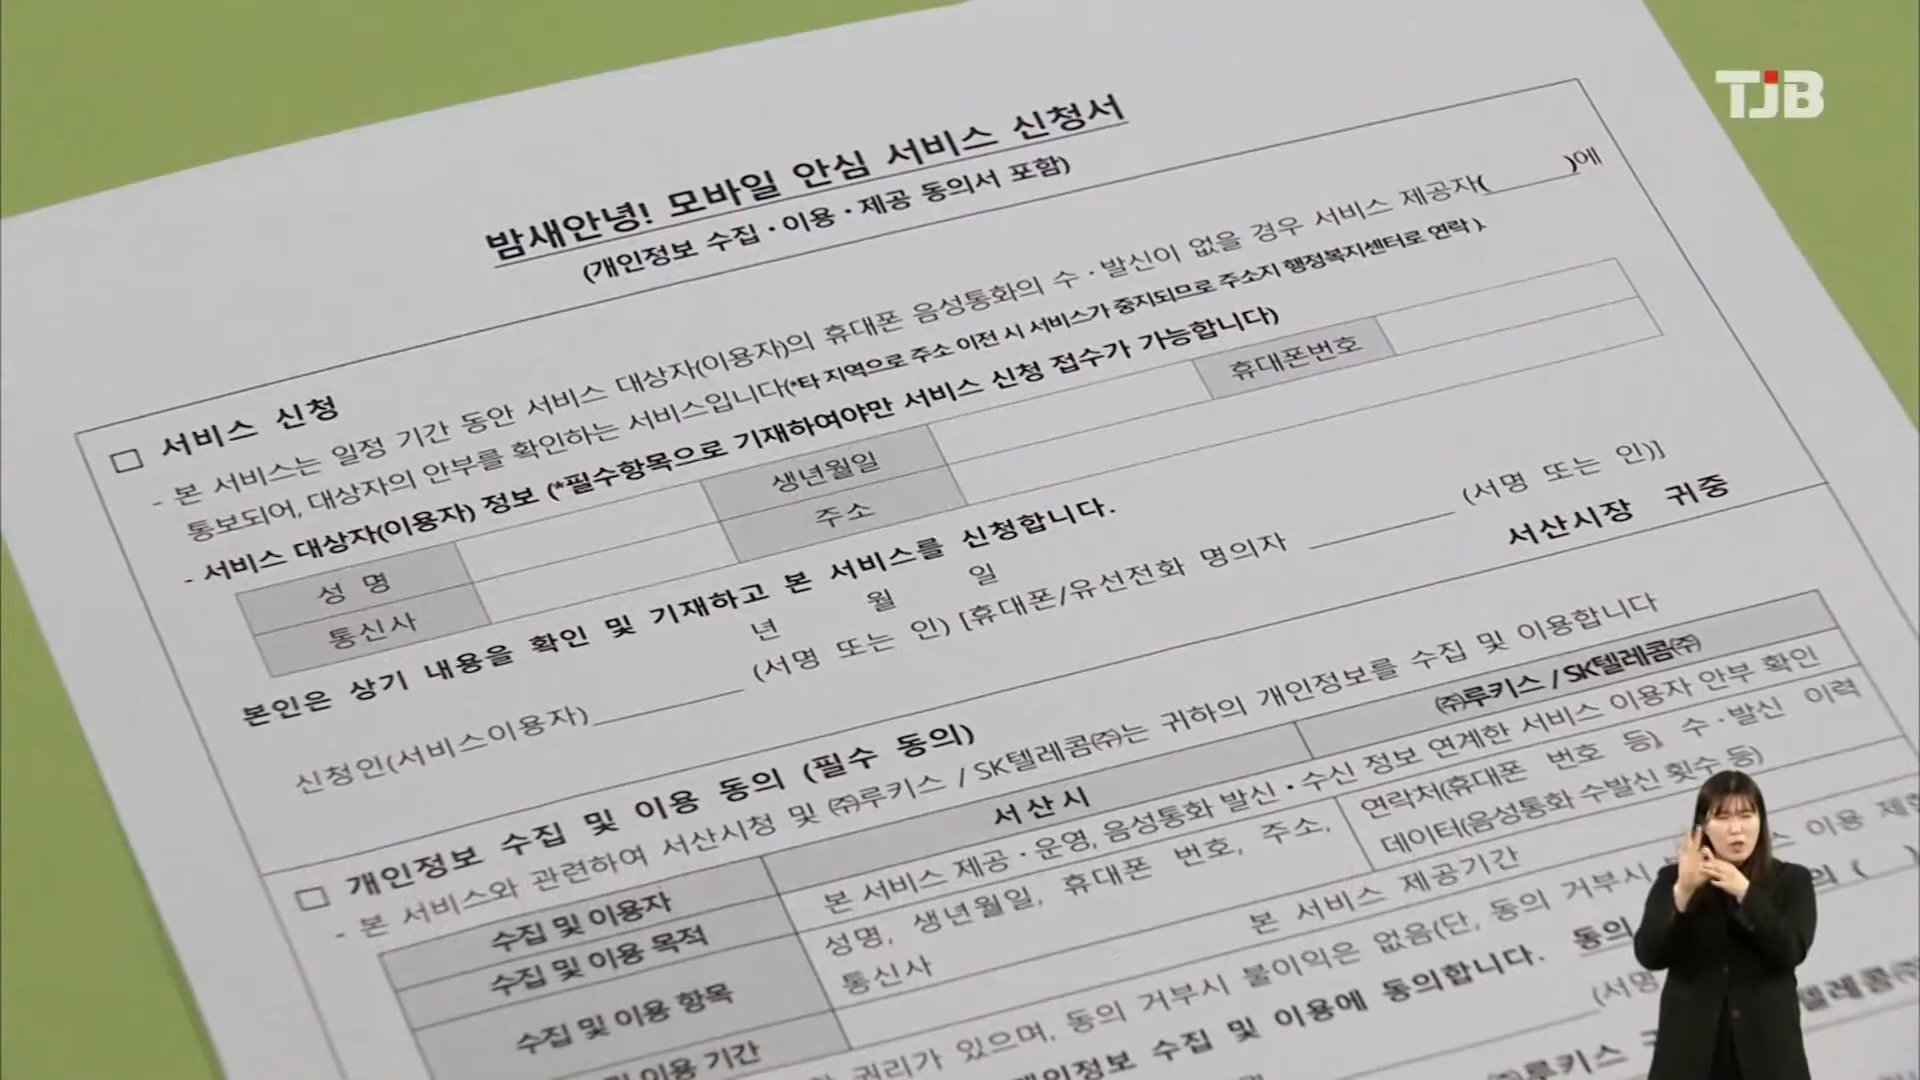 TJB
밤새안녕! 모바일 안심 서비스 신청서
(개인정보 수집·이용·제공 동의서 포함)
□ 서비스 신청
- 본 서비스는 일정 기간 동안 서비스 대상자(이용자)의 휴대폰 음성통화의 수·발신이 없을 경우 서비스 제공자(        )에
통보되어, 대상자의 안부를 확인하는 서비스입니다(*타 지역으로 주소 이전 시 서비스가 중지되므로 주소지 행정복지센터로 연락).
- 서비스 대상자(이용자) 정보 (*필수항목으로 기재하여야만 서비스 신청 접수가 가능합니다)
성 명 생년월일 휴대폰번호
통신사 주소
본인은 상기 내용을 확인 및 기재하고 본 서비스를 신청합니다.
년 월 일
신청인(서비스이용자)__________ (서명 또는 인) [휴대폰/유선전화 명의자 __________ (서명 또는 인)]
서산시장 귀중
□ 개인정보 수집 및 이용 동의 (필수 동의)
- 본 서비스와 관련하여 서산시청 및 ㈜루키스 / SK텔레콤㈜는 귀하의 개인정보를 수집 및 이용합니다
수집 및 이용자 서산시 ㈜루키스 / SK텔레콤㈜
수집 및 이용 목적 본 서비스 제공·운영, 음성통화 발신·수신 정보 연계한 서비스 이용자 안부 확인
수집 및 이용 항목 성명, 생년월일, 휴대폰 번호, 주소, 통신사 연락처(휴대폰 번호 등), 수·발신 이력
데이터(음성통화 수발신 횟수 등)
이용 기간 본 서비스 제공기간
권리가 있으며, 동의 거부시 불이익은 없음(단, 동의 거부시 이용 제한
개인정보 수집 및 이용에 동의합니다. 동의
(서명
㈜루키스